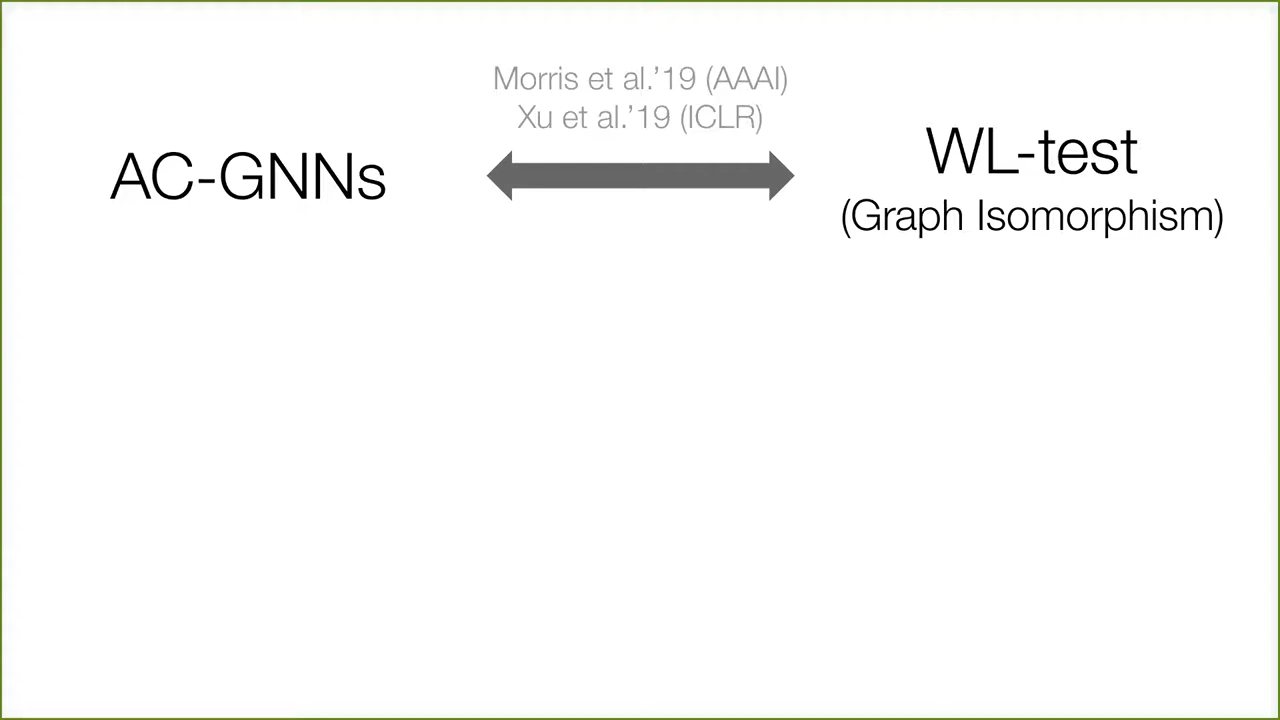 Morris et al.’19 (AAAI)
Xu et al.’19 (ICLR)
AC-GNNs
WL-test
(Graph Isomorphism)